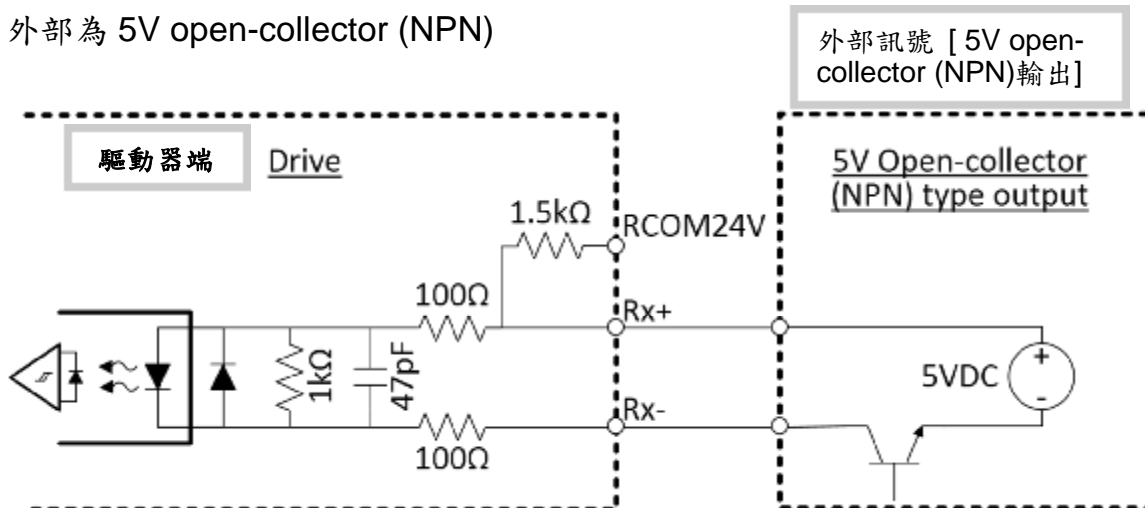 外部為 5V open-collector (NPN)
外部訊號 [ 5V open-
collector (NPN)輸出]
驅動器端
Drive
5V Open-collector
(NPN) type output
1.5kΩ
RCOM24V
100Ω
Rx+
1kΩ
47pF
5VDC
+
-
Rx-
100Ω